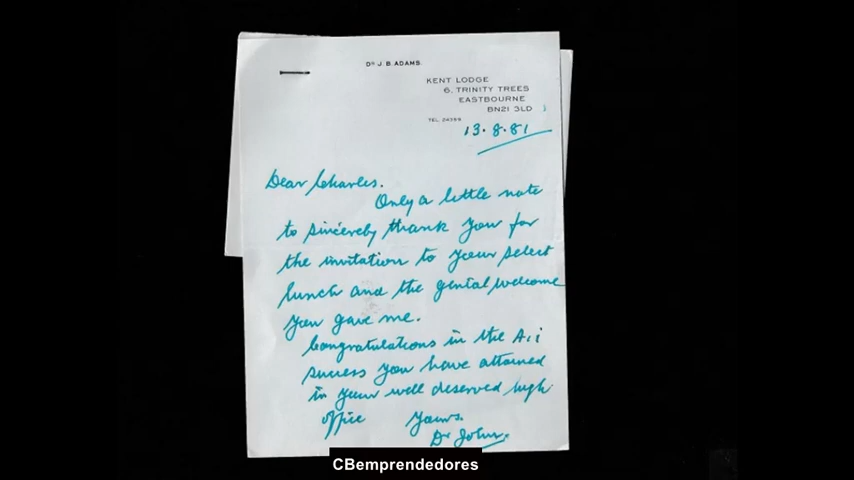 Dr J. B. ADAMS.
KENT LODGE
6, TRINITY TREES
EASTBOURNE
BN21 3LD
TEL. 24399
13.8.81
Dear Charles.
Only a little note
to sincerely thank you for
the invitation to your select
lunch and the genial welcome
you gave me.
Congratulations in the A.1
success you have attained
in your well deserved high
office
Yours.
Dr John.
CBemprendedores